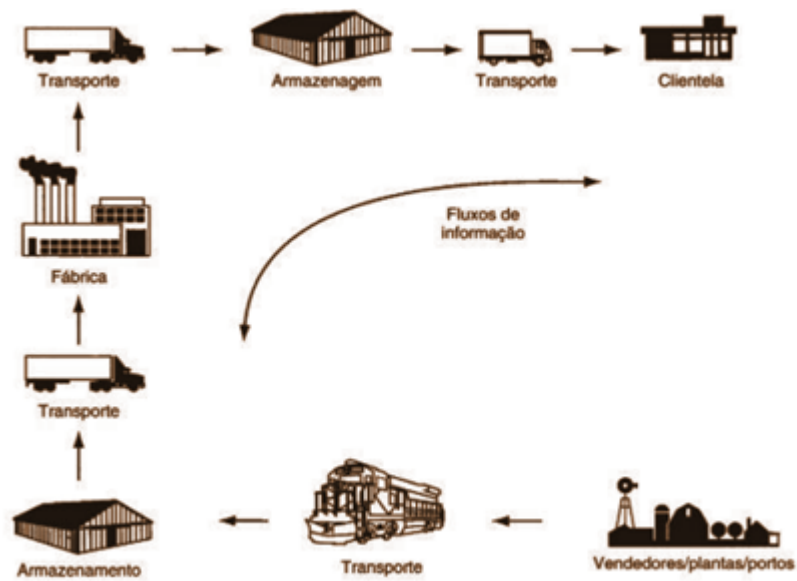 Transporte
Armazenagem
Transporte
Clientela
Fluxos de
informação
Fábrica
Transporte
Armazenamento
Transporte
Vendedores/plantas/portos